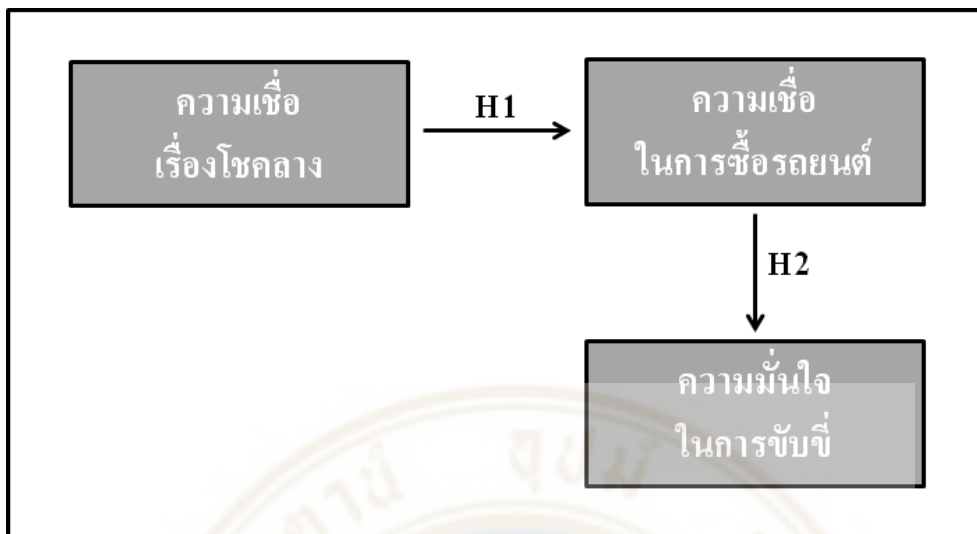 ความเชื่อ
เรื่องโชคลาง
H1
ความเชื่อ
ในการซื้อรถยนต์
H2
ความมั่นใจ
ในการขับขี่